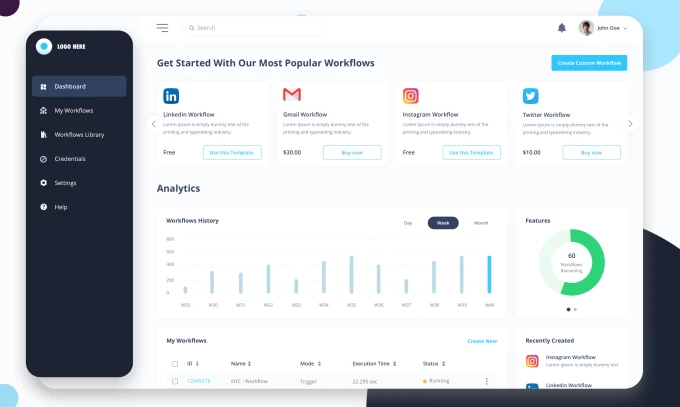 LOGO HERE
Dashboard
My Workflows
Workflows Library
Credentials
Settings
Help
Search
John Doe
Get Started With Our Most Popular Workflows
Create Custom Workflow
LinkedIn Workflow
Lorem Ipsum is simply dummy text of the
printing and typesetting industry.
Free
Use this Template
Gmail Workflow
Lorem Ipsum is simply dummy text of the
printing and typesetting industry.
$30.00
Buy now
Instagram Workflow
Lorem Ipsum is simply dummy text of the
printing and typesetting industry.
Free
Use this Template
Twitter Workflow
Lorem Ipsum is simply dummy text of the
printing and typesetting industry.
$10.00
Buy now
Analytics
Workflows History
Day
Week
Month
800
600
400
200
0
W29 W30 W31 W32 W33 W34 W35 W36 W37 W38 W39 W40
Features
60
Workflows
Remaining
My Workflows
Create New
ID Name Mode Execution Time Status
12345678 NYC - Workflow Trigger 22.295 sec Running
Recently Created
Instagram Workflow
Lorem Ipsum is simply dummy text
Linkedin Workflow